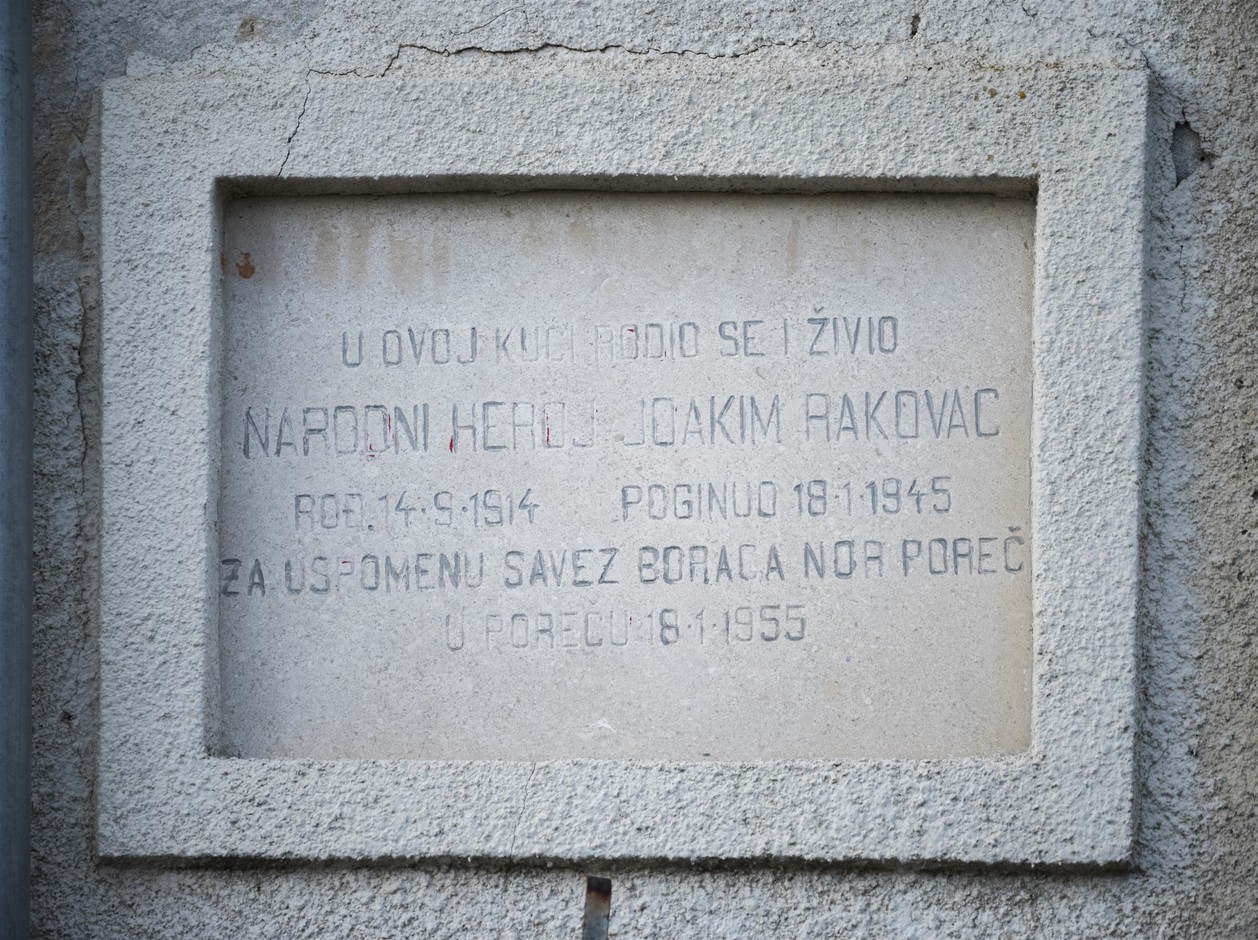 U OVOJ KUĆI RODIO SE I ŽIVIO
NARODNI HEROJ JOAKIM RAKOVAC
ROĐ. 14·9·1914 POGINUO 18·1·1945
ZA USPOMENU SAVEZ BORACA NOR POREČ
U POREČU 18·1·1955